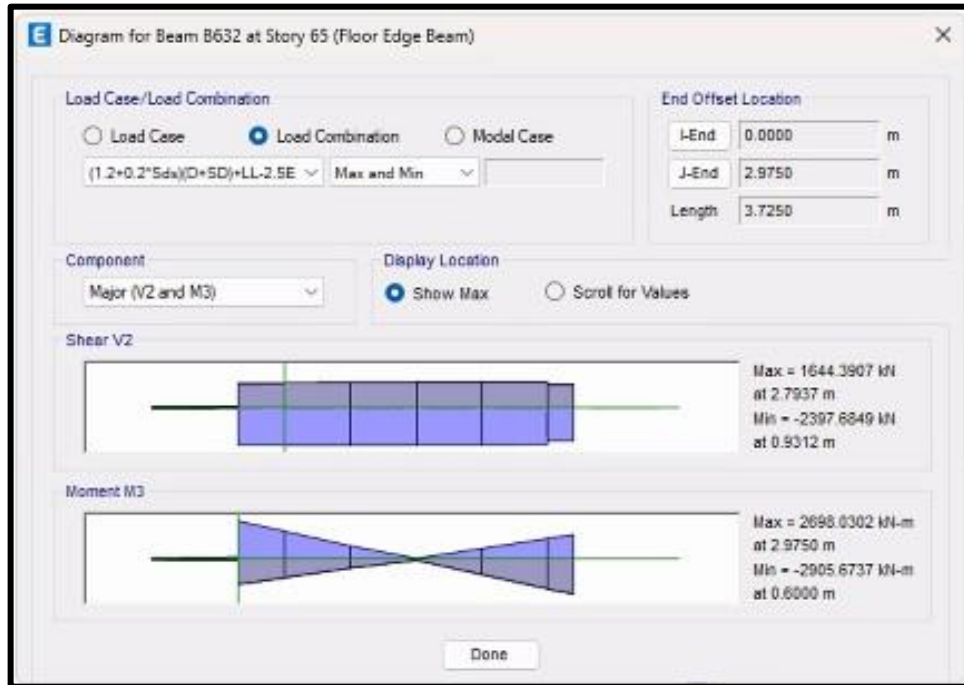 E Diagram for Beam B632 at Story 65 (Floor Edge Beam)
Load Case/Load Combination
Load Case Load Combination Modal Case
(1.2+0.2*Sds)(D+SD)+LL-2.5E Max and Min
End Offset Location
I-End 0.0000 m
J-End 2.9750 m
Length 3.7250 m
Component
Major (V2 and M3)
Display Location
Show Max Scroll for Values
Shear V2
Max = 1644.3907 kN
at 2.7937 m
Min = -2397.6849 kN
at 0.9312 m
Moment M3
Max = 2698.0302 kN-m
at 2.9750 m
Min = -2905.6737 kN-m
at 0.6000 m
Done